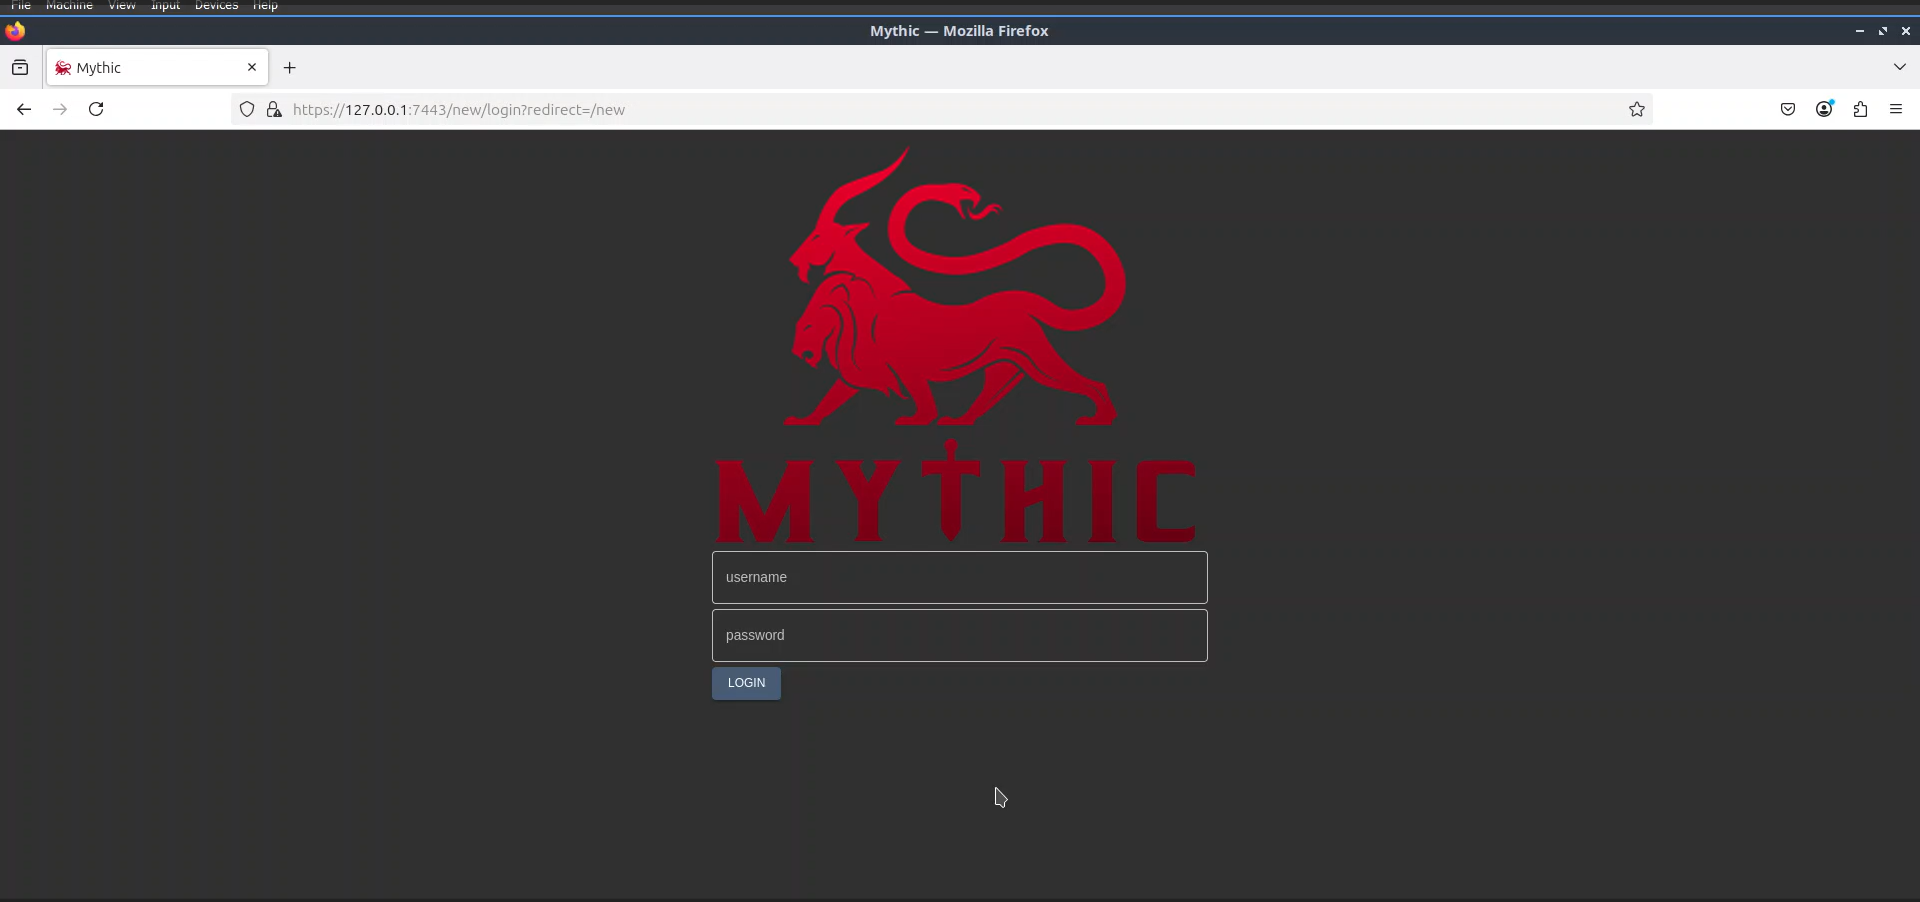 File Machine View Input Devices Help
Mythic — Mozilla Firefox
Mythic
https://127.0.0.1:7443/new/login?redirect=/new
MYTHIC
username
password
LOGIN